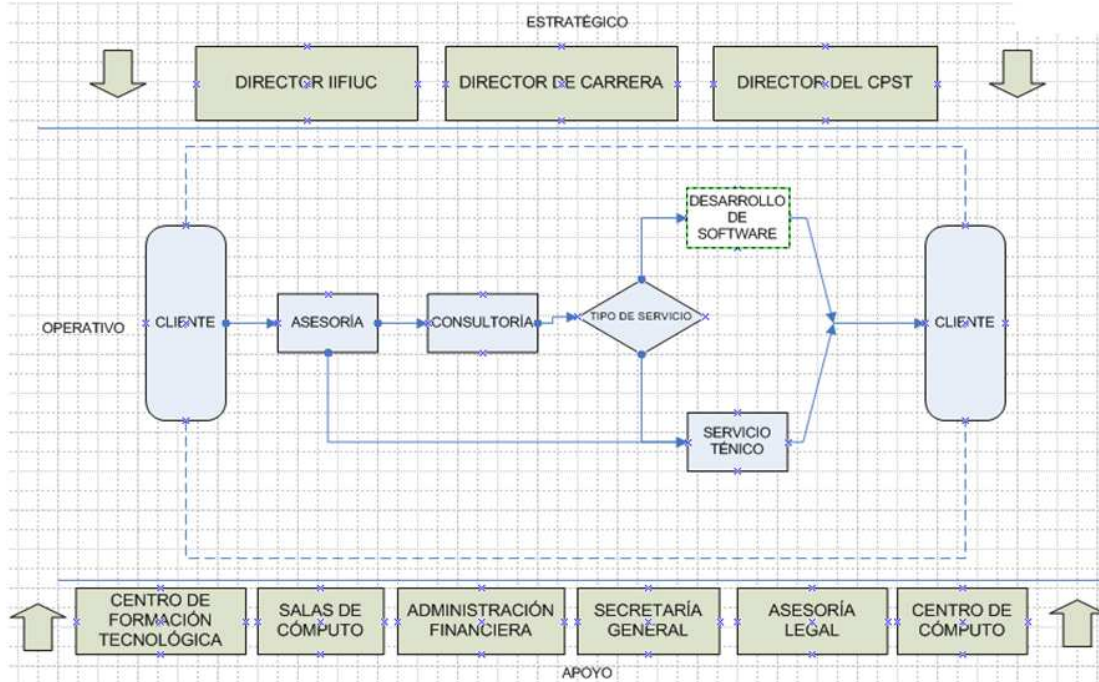 ESTRATÉGICO
DIRECTOR IIFIUC
DIRECTOR DE CARRERA
DIRECTOR DEL CPST
OPERATIVO
CLIENTE
ASESORÍA
CONSULTORÍA
TIPO DE SERVICIO
DESARROLLO
DE
SOFTWARE
SERVICIO
TÉNICO
CLIENTE
CENTRO DE
FORMACIÓN
TECNOLÓGICA
SALAS DE
CÓMPUTO
ADMINISTRACIÓN
FINANCIERA
SECRETARÍA
GENERAL
ASESORÍA
LEGAL
CENTRO DE
CÓMPUTO
APOYO